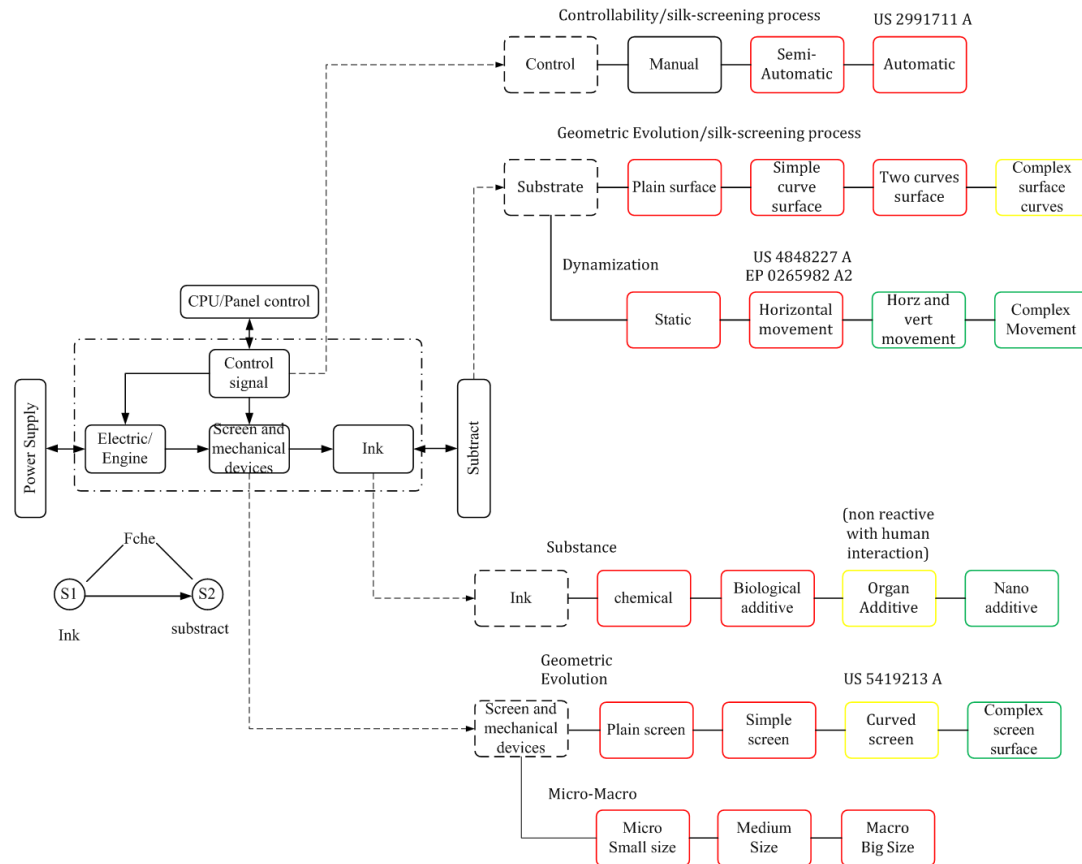 Controllability/silk-screening process
US 2991711 A
Control
Manual
Semi-
Automatic
Automatic
Geometric Evolution/silk-screening process
Substrate
Plain surface
Simple
curve
surface
Two curves
surface
Complex
surface
curves
Dynamization
US 4848227 A
EP 0265982 A2
Static
Horizontal
movement
Horz and
vert
movement
Complex
Movement
CPU/Panel control
Control
signal
Power Supply
Electric/
Engine
Screen and
mechanical
devices
Ink
Subtract
Fche
S1
S2
Ink
substract
Substance
(non reactive
with human
interaction)
Ink
chemical
Biological
additive
Organ
Additive
Nano
additive
Geometric
Evolution
US 5419213 A
Screen and
mechanical
devices
Plain screen
Simple
screen
Curved
screen
Complex
screen
surface
Micro-Macro
Micro
Small size
Medium
Size
Macro
Big Size